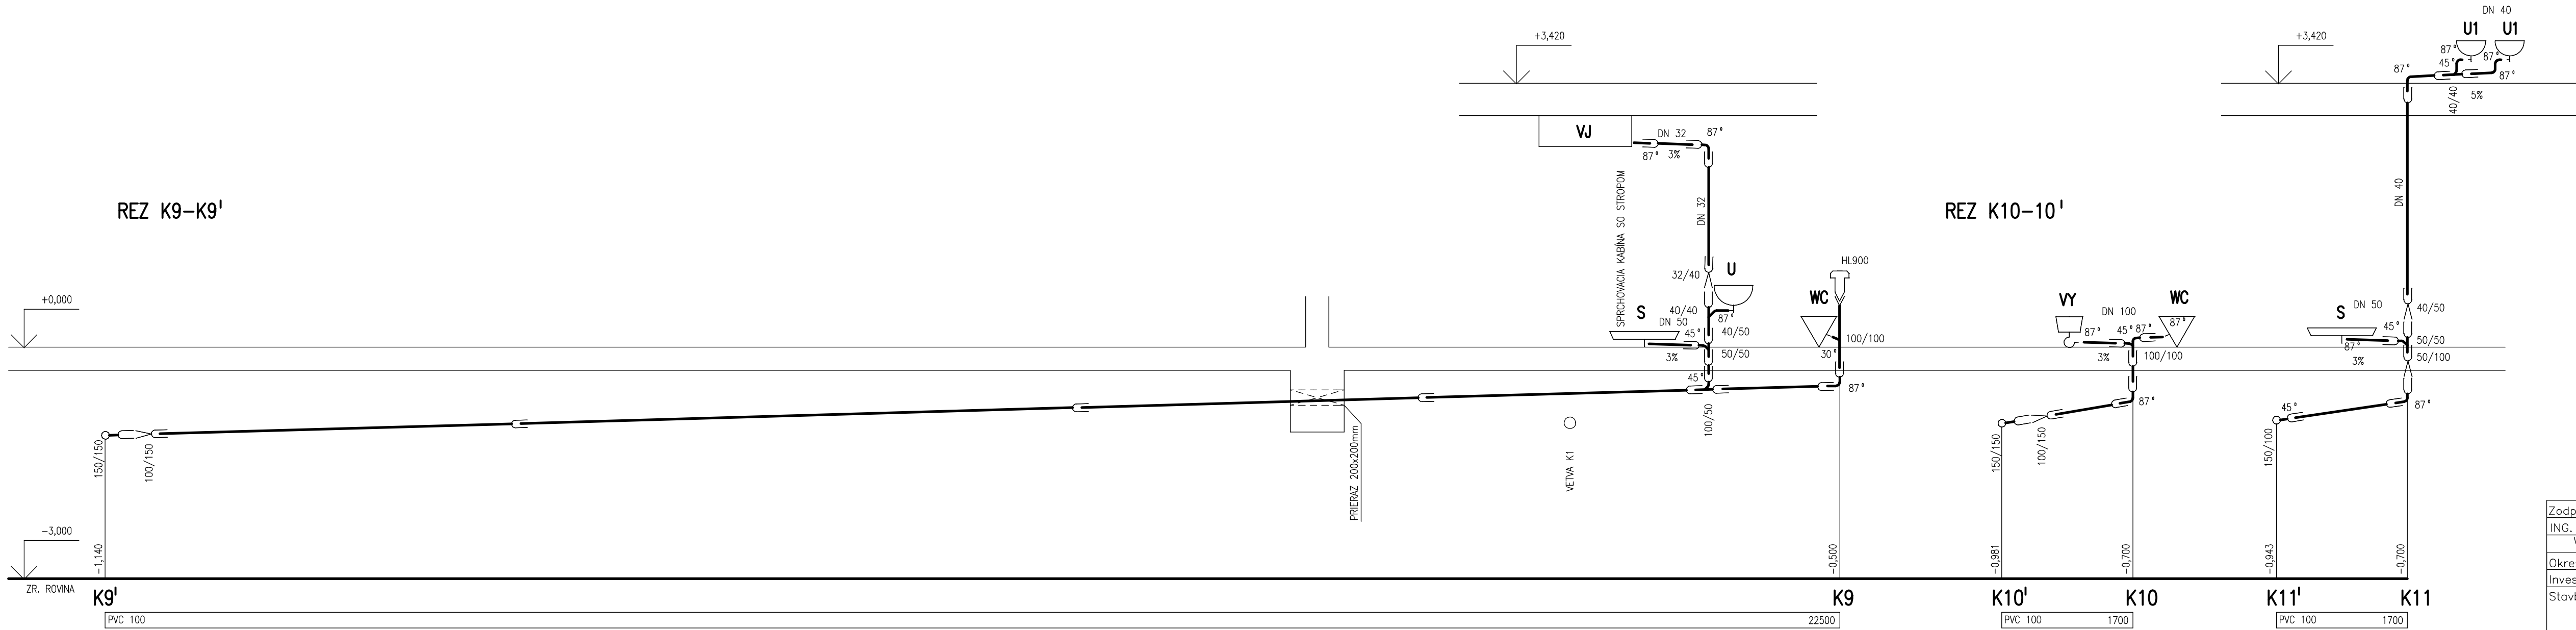 DN 40
U1 U1
+3,420
+3,420
87°
87°
45°
87°
87°
40/40
5%
VJ
DN 32
87°
87°
3%
SPRCHOVACIA KABÍNA SO STROPOM
DN 32
DN 40
REZ K9-K9'
REZ K10-10'
HL900
32/40
U
+0,000
S
DN 50
40/40
87°
45°
40/50
50/50
3%
WC
100/100
30°
VY
DN 100
WC
87°
45°
87°
87°
3%
100/100
S
DN 50
40/50
45°
87°
50/50
3%
50/100
45°
87°
87°
45°
87°
150/150
100/150
PRIERAZ 200x200mm
VETVA K1
100/50
150/150
100/150
150/100
-3,000
-1,140
-0,500
-0,981
-0,700
-0,943
-0,700
Zodp
ING.
Okre
Inves
Stavb
ZR. ROVINA
K9'
K9
K10'
K10
K11'
K11
PVC 100
22500
PVC 100
1700
PVC 100
1700